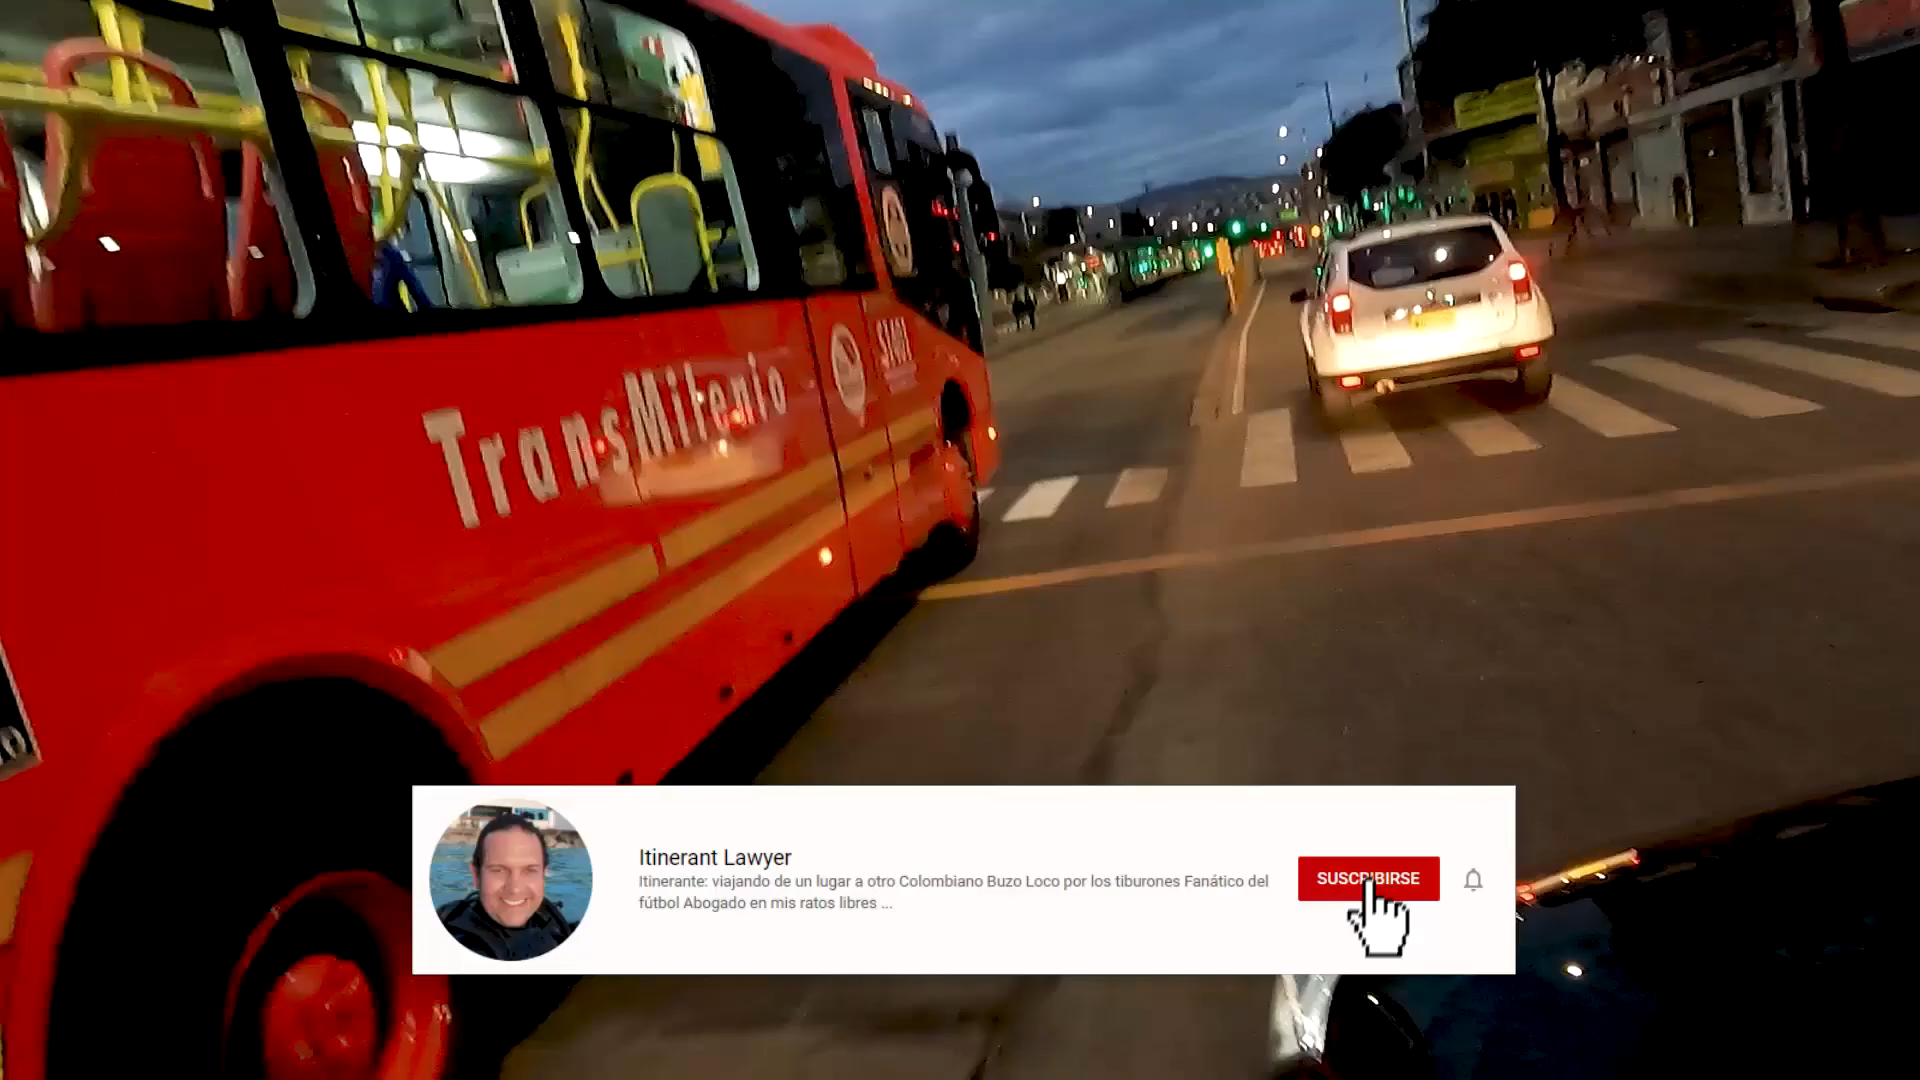 TransMilenio
Itinerant Lawyer
Itinerante: viajando de un lugar a otro Colombiano Buzo Loco por los tiburones Fanático del
fútbol Abogado en mis ratos libres ...
SUSCRIBIRSE